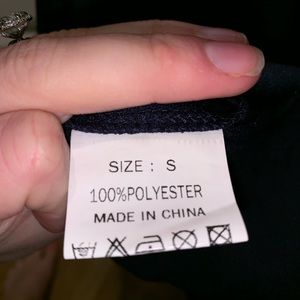 SIZE : S
100%POLYESTER
MADE IN CHINA